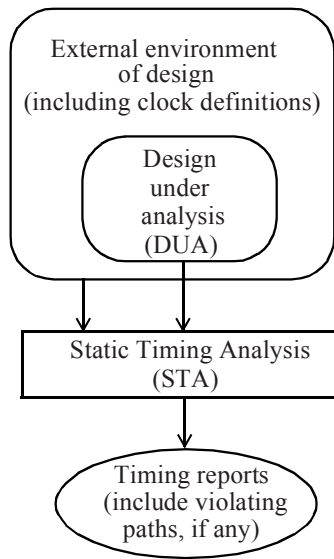 External environment
of design
(including clock definitions)
Design
under
analysis
(DUA)
Static Timing Analysis
(STA)
Timing reports
(include violating
paths, if any)